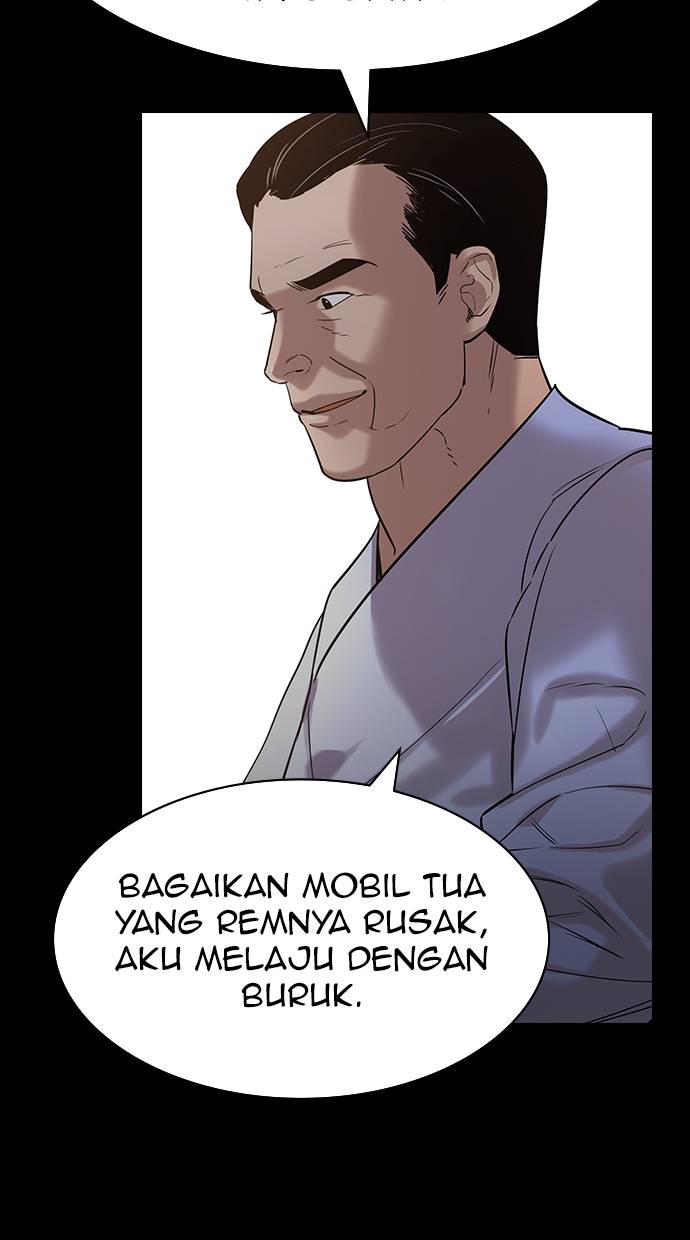 BAGAIKAN MOBIL TUA
YANG REMNYA RUSAK,
AKU MELAJU DENGAN
BURUK.